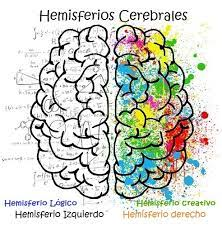 Hemisferios Cerebrales
Hemisferio Lógico
Hemisferio creativo
Hemisferio Izquierdo
Hemisferio derecho